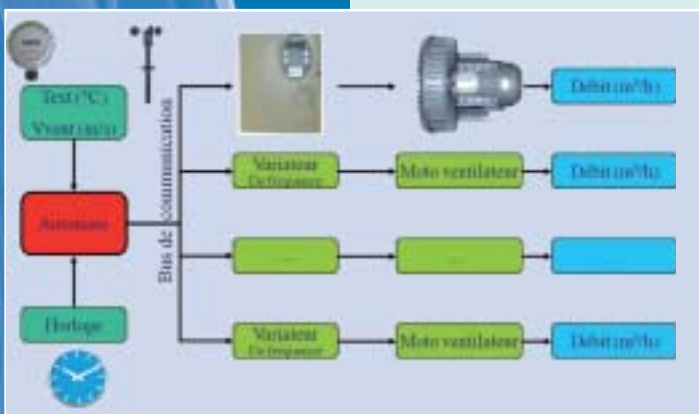 Text (°C)
Vvent (m/s)
Automate
Horloge
Bus de communication
Débit (m³/h)
Variateur
De fréquence
Moto ventilateur
Débit (m³/h)
...
...
Variateur
De fréquence
Moto ventilateur
Débit (m³/h)